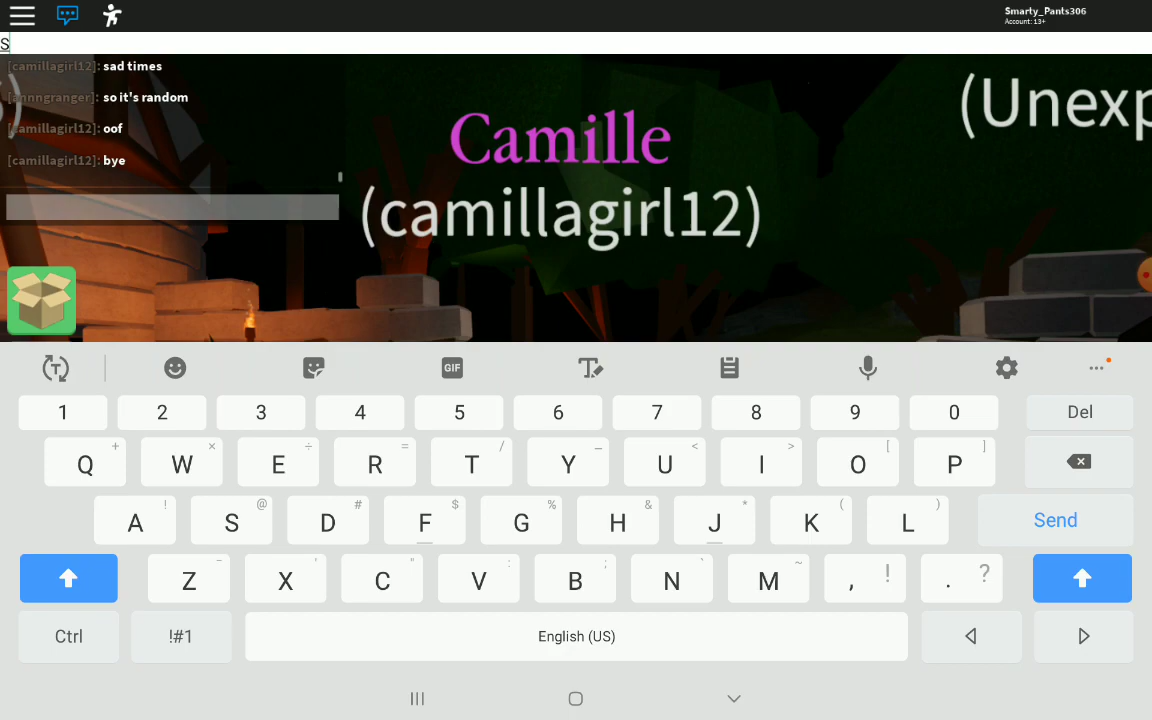 Smarty_Pants306
Account: 13+
S
[camillagirl12]: sad times
so it's random
[camillagirl12]: oof
[camillagirl12]: bye
Camille
(camillagirl12)
(Unexp
)
T
GIF
T
1 2 3 4 5 6 7 8 9 0 Del
Q + W × E ÷ R = T / Y _ U < I > O [ P ]
A ! S @ D # F $ G % H & J * K ( L ) Send
Z - X ' C " V : B ; N ` M ~ , ! . ?
Ctrl !#1 English (US)